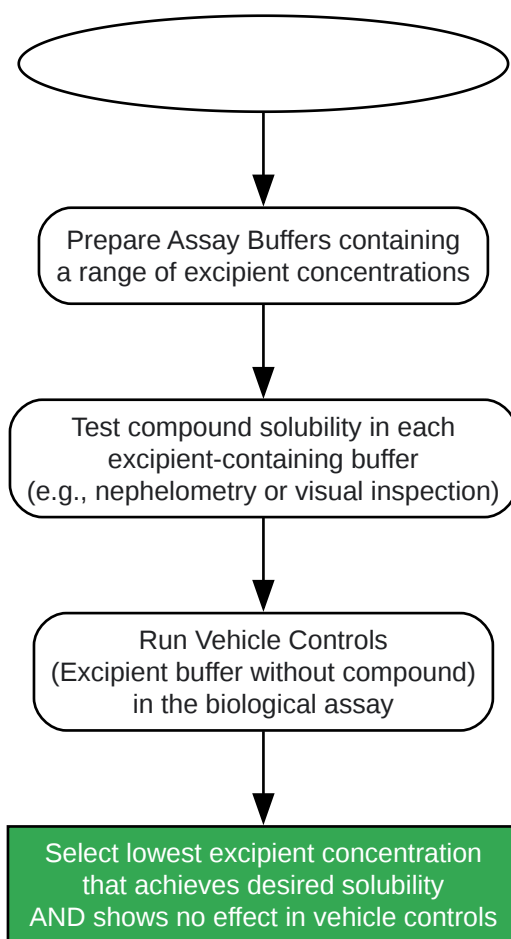 Prepare Assay Buffers containing
a range of excipient concentrations
Test compound solubility in each
excipient-containing buffer
(e.g., nephelometry or visual inspection)
Run Vehicle Controls
(Excipient buffer without compound)
in the biological assay
Select lowest excipient concentration
that achieves desired solubility
AND shows no effect in vehicle controls